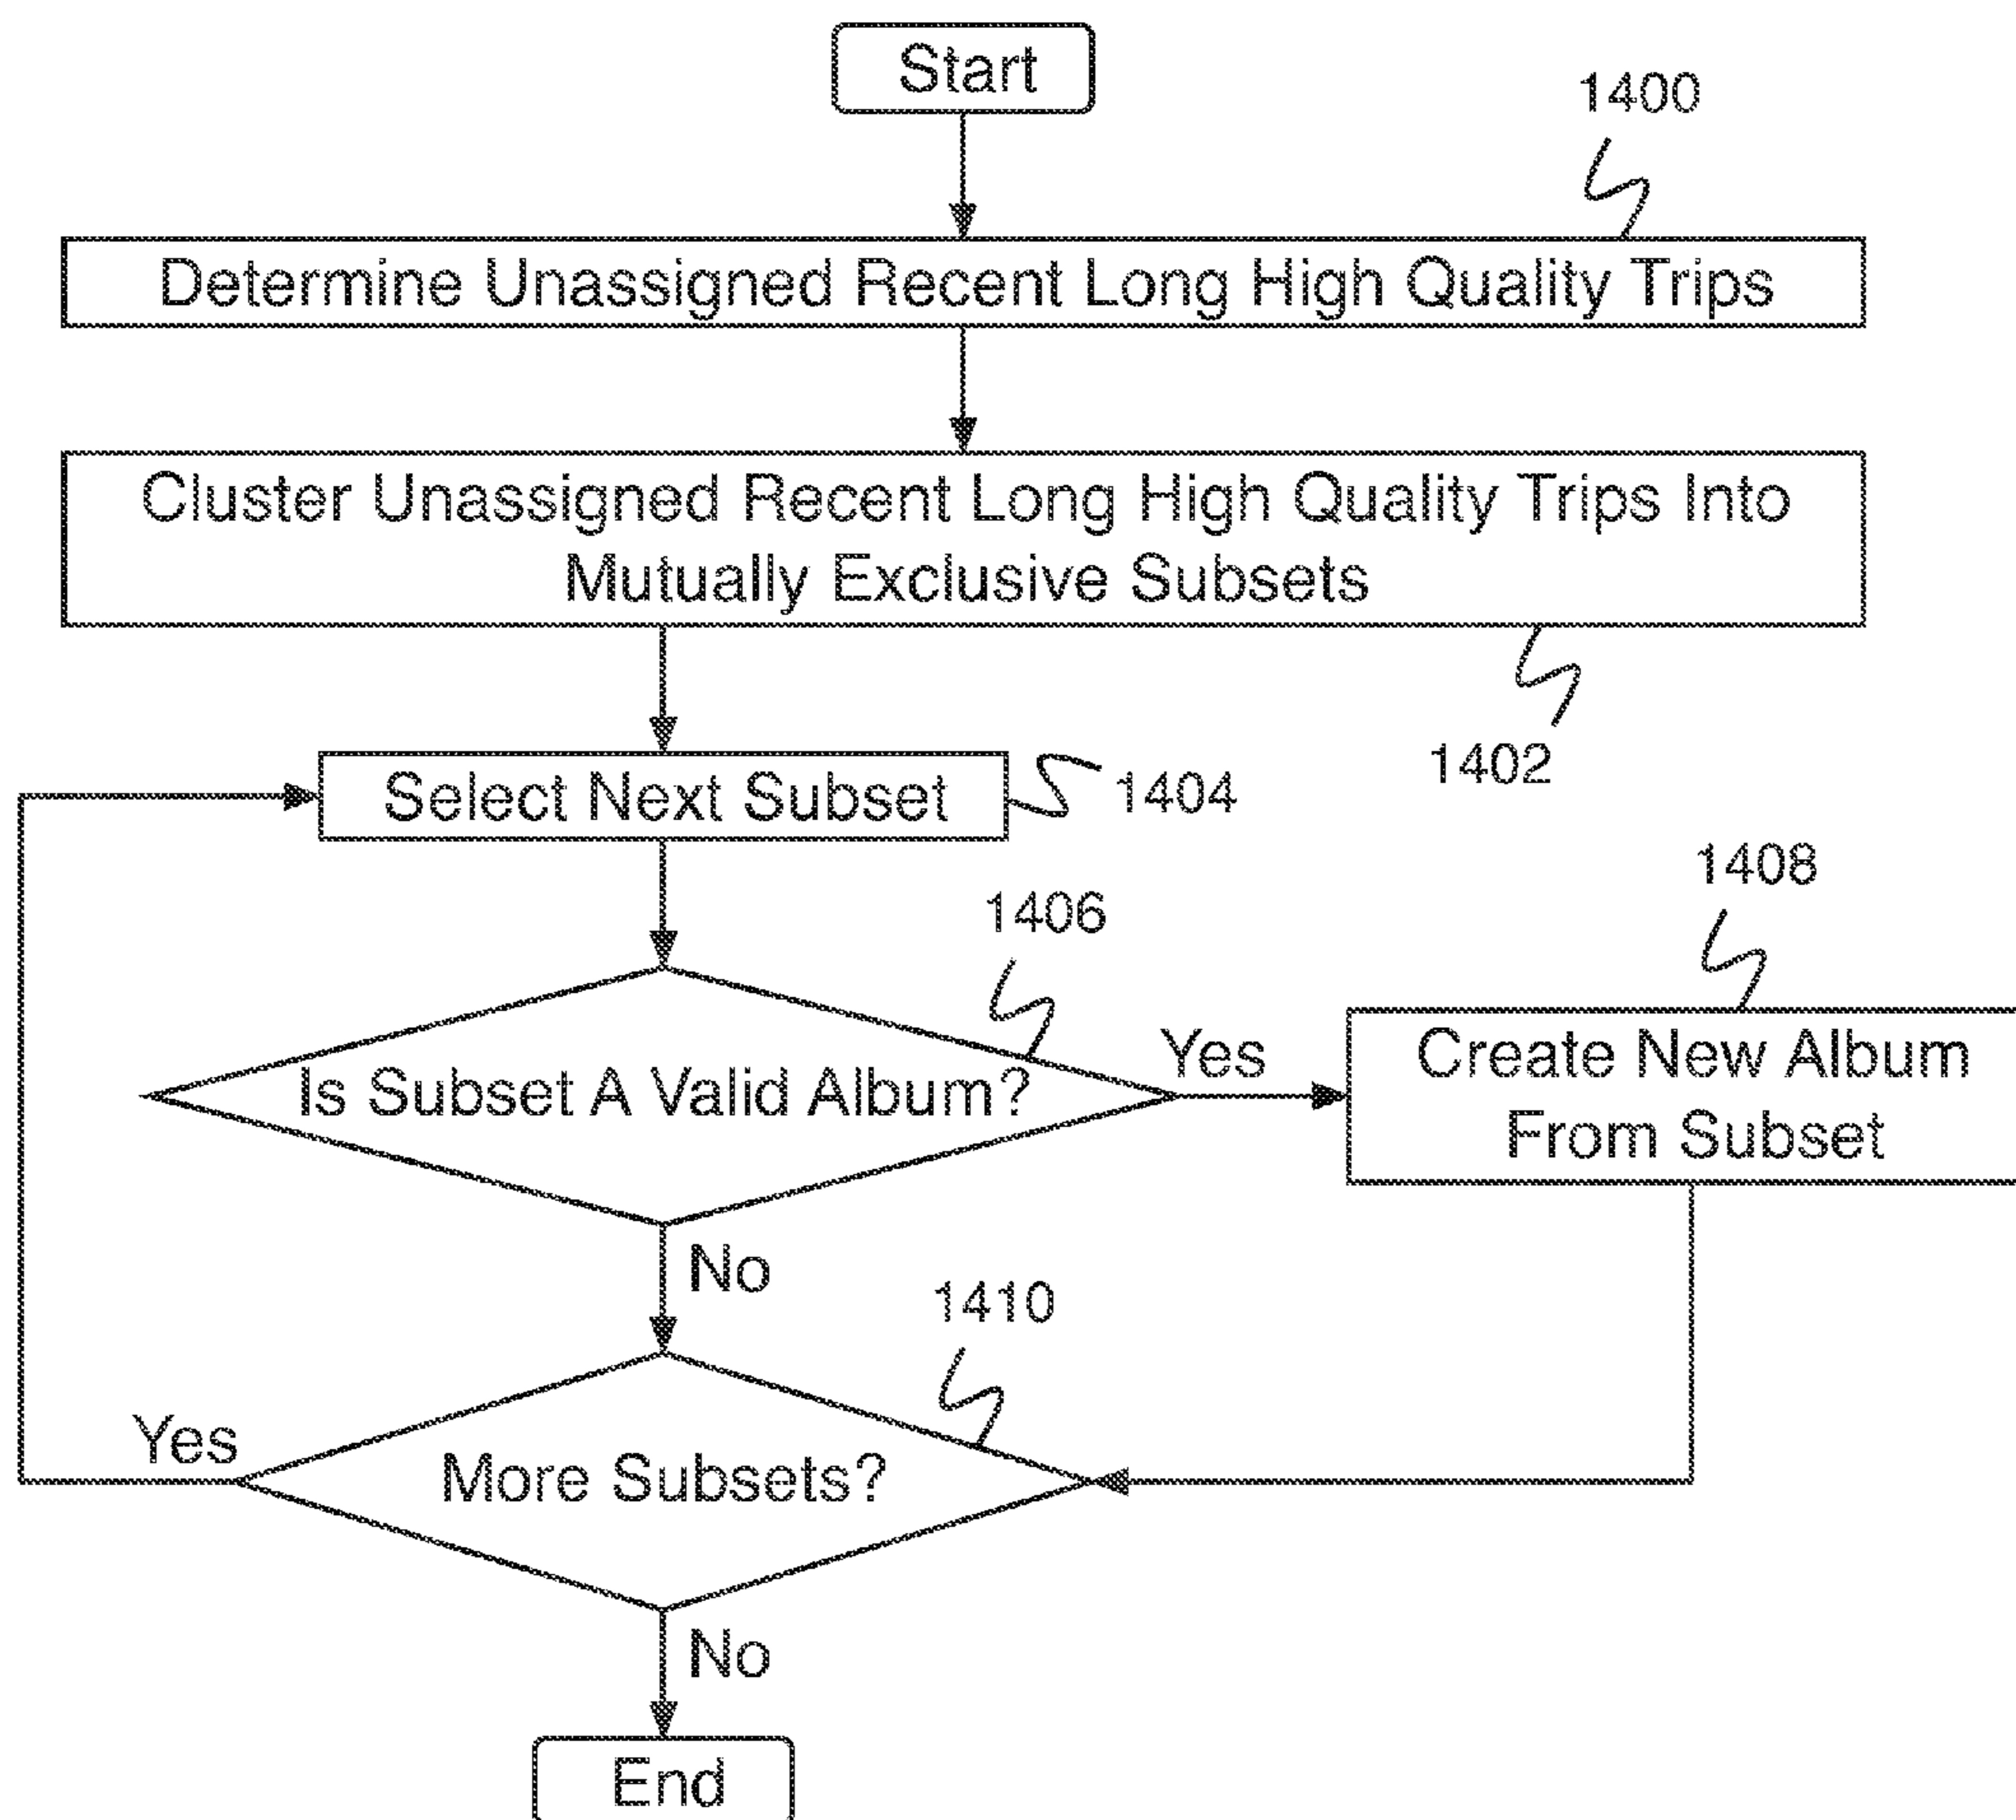 Start
1400
Determine Unassigned Recent Long High Quality Trips
Cluster Unassigned Recent Long High Quality Trips Into
Mutually Exclusive Subsets
1402
Select Next Subset
1404
1406
1408
Is Subset A Valid Album?
Yes
Create New Album
From Subset
No
1410
Yes
More Subsets?
No
End